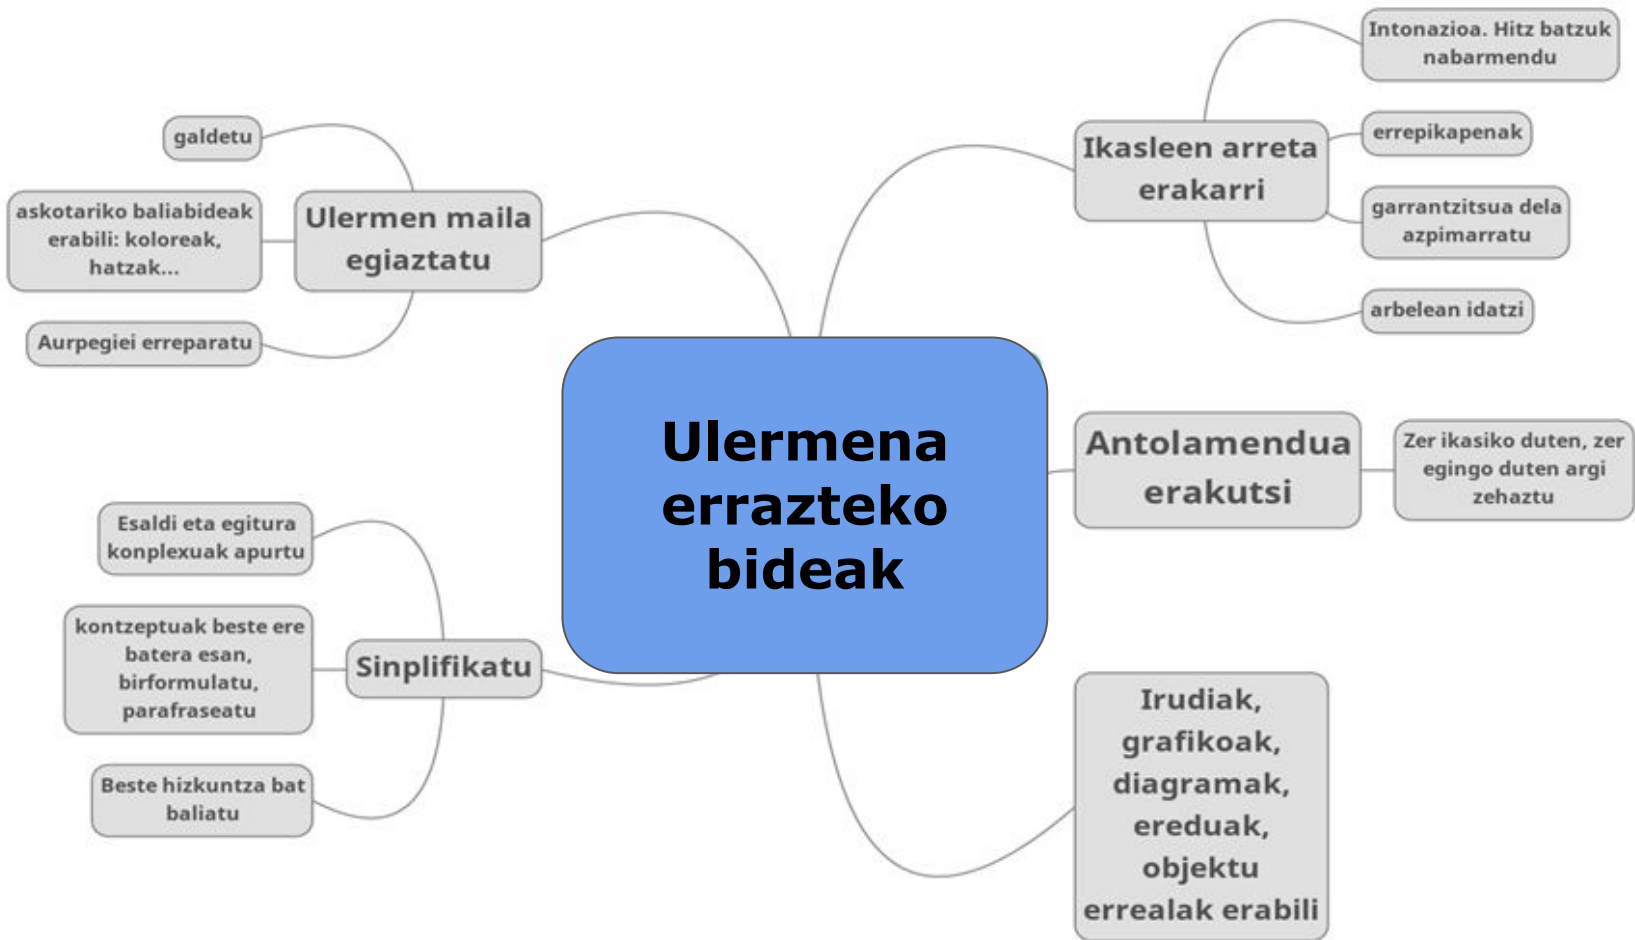 Ulermena
errazteko
bideak
Ikasleen arreta
erakarri
Intonazioa. Hitz batzuk
nabarmendu
errepikapenak
garrantzitsua dela
azpimarratu
arbelean idatzi
Antolamendua
erakutsi
Zer ikasiko duten, zer
egingo duten argi
zehaztu
Irudiak,
grafikoak,
diagramak,
ereduak,
objektu
errealak erabili
Ulermen maila
egiaztatu
galdetu
askotariko baliabideak
erabili: koloreak,
hatzak...
Aurpegiei erreparatu
Sinplifikatu
Esaldi eta egitura
konplexuak apurtu
kontzeptuak beste ere
batera esan,
birformulatu,
parafraseatu
Beste hizkuntza bat
baliatu